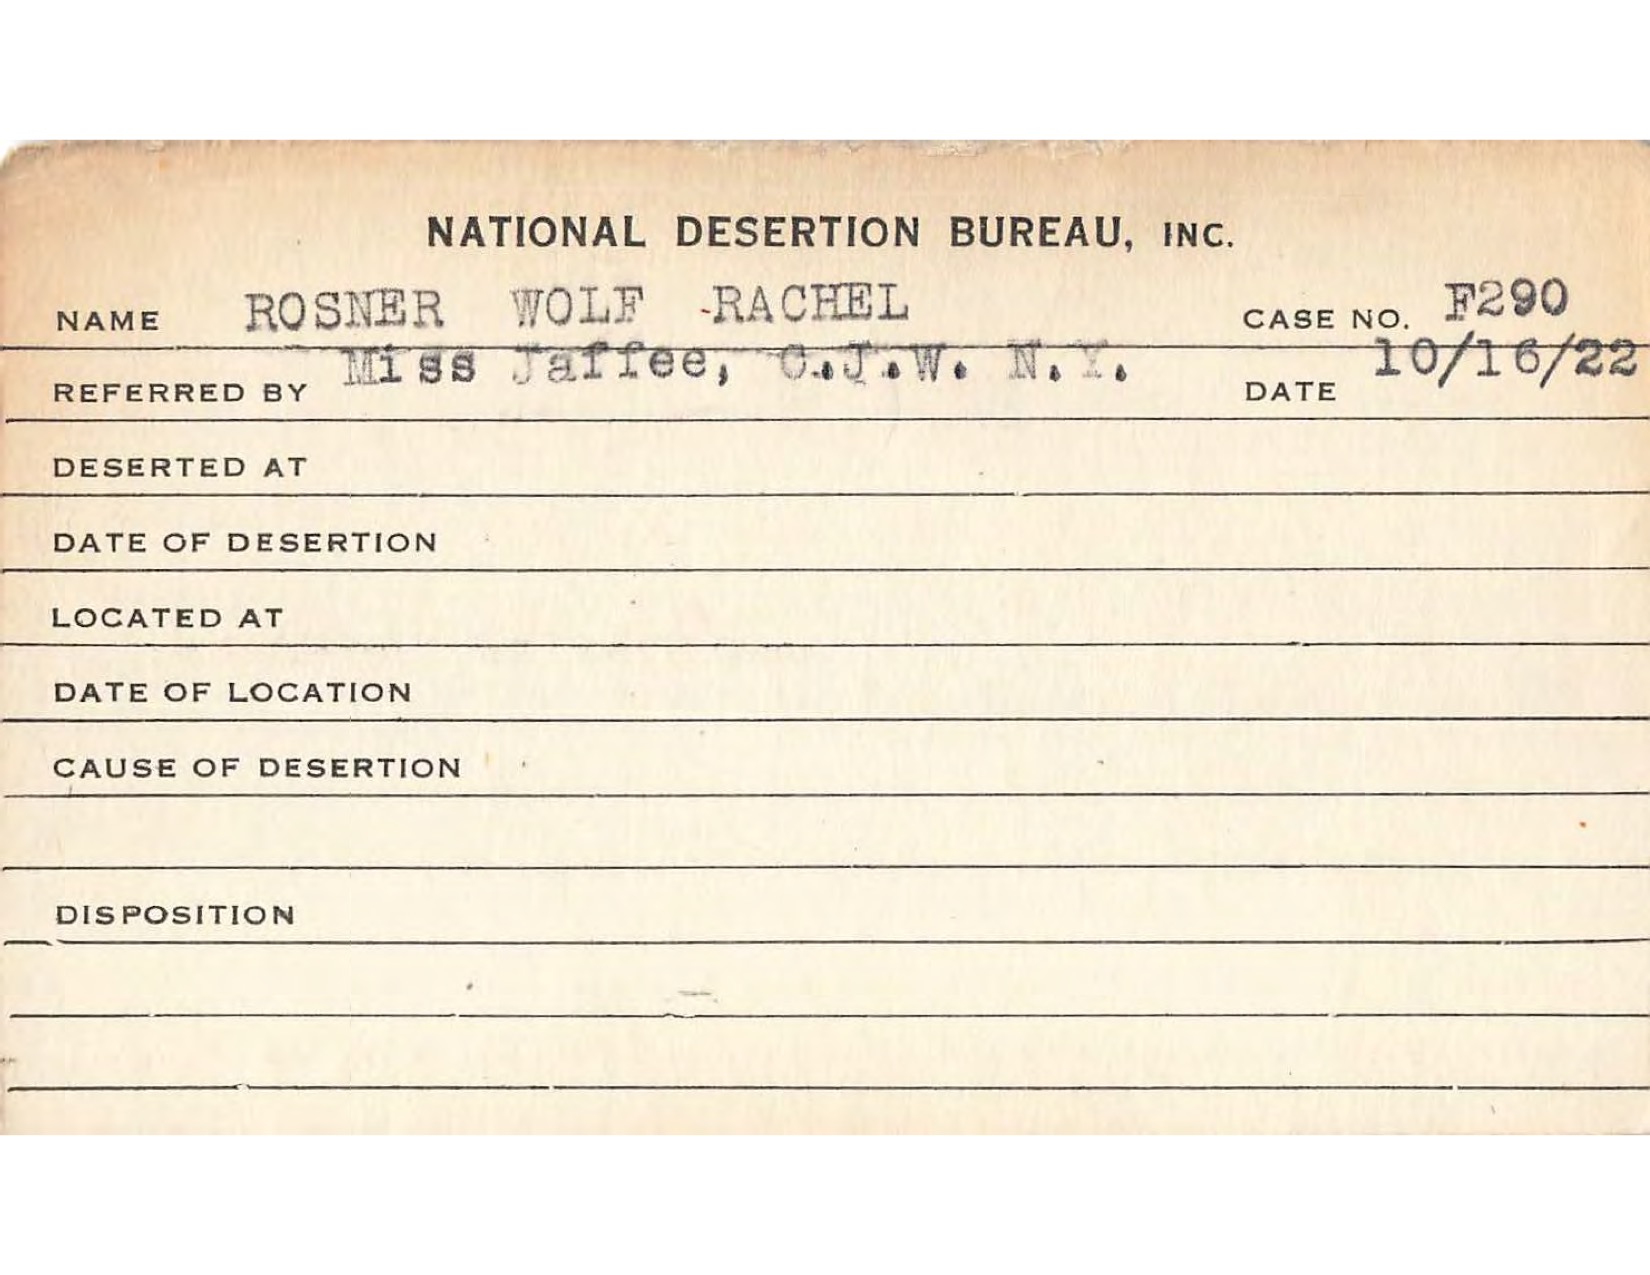 NATIONAL DESERTION BUREAU, INC.
NAME ROSNER WOLF -RACHEL CASE NO. F290
REFERRED BY Miss Jaffee, C.J.W. N.Y. DATE 10/16/22
DESERTED AT
DATE OF DESERTION
LOCATED AT
DATE OF LOCATION
CAUSE OF DESERTION
DISPOSITION